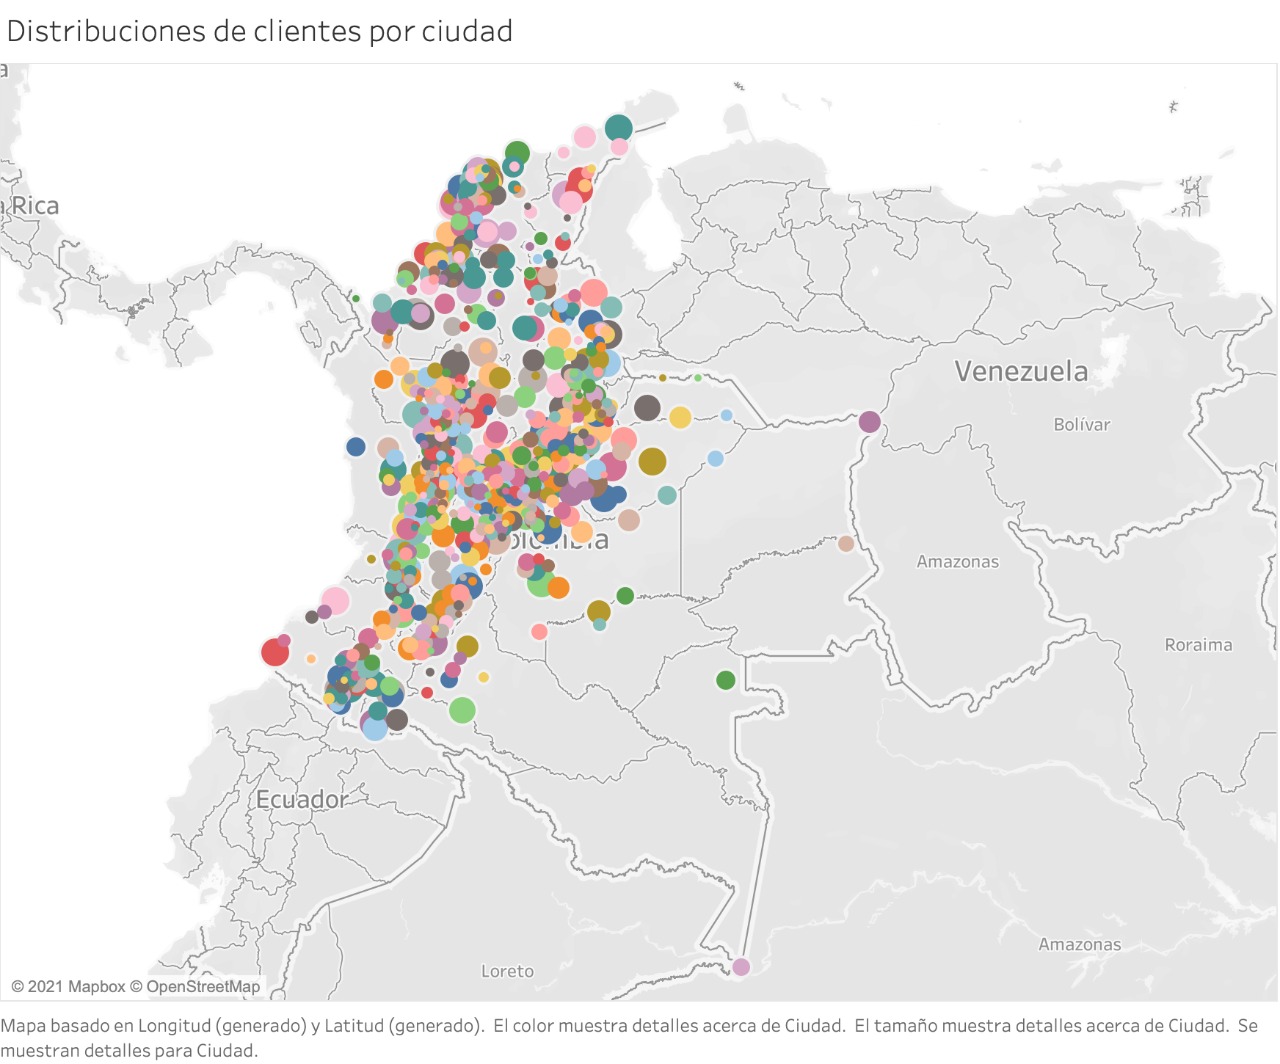 Distribuciones de clientes por ciudad
a
a Rica
Venezuela
Bolívar
olombia
Amazonas
Roraima
Ecuador
Amazonas
Loreto
© 2021 Mapbox © OpenStreetMap
Mapa basado en Longitud (generado) y Latitud (generado). El color muestra detalles acerca de Ciudad. El tamaño muestra detalles acerca de Ciudad. Se
muestran detalles para Ciudad.